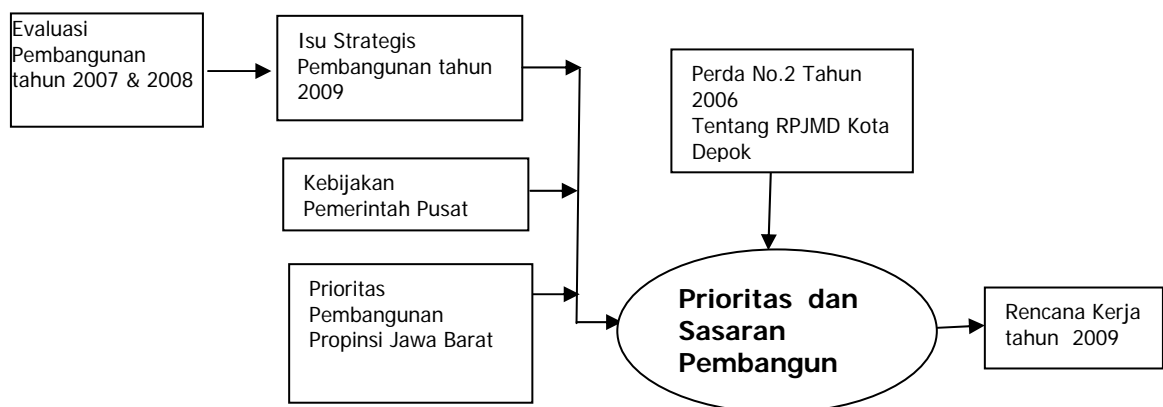 Evaluasi
Pembangunan
tahun 2007 & 2008
Isu Strategis
Pembangunan tahun
2009
Perda No.2 Tahun
2006
Tentang RPJMD Kota
Depok
Kebijakan
Pemerintah Pusat
Prioritas
Pembangunan
Propinsi Jawa Barat
Prioritas dan
Sasaran
Pembangun
Rencana Kerja
tahun 2009